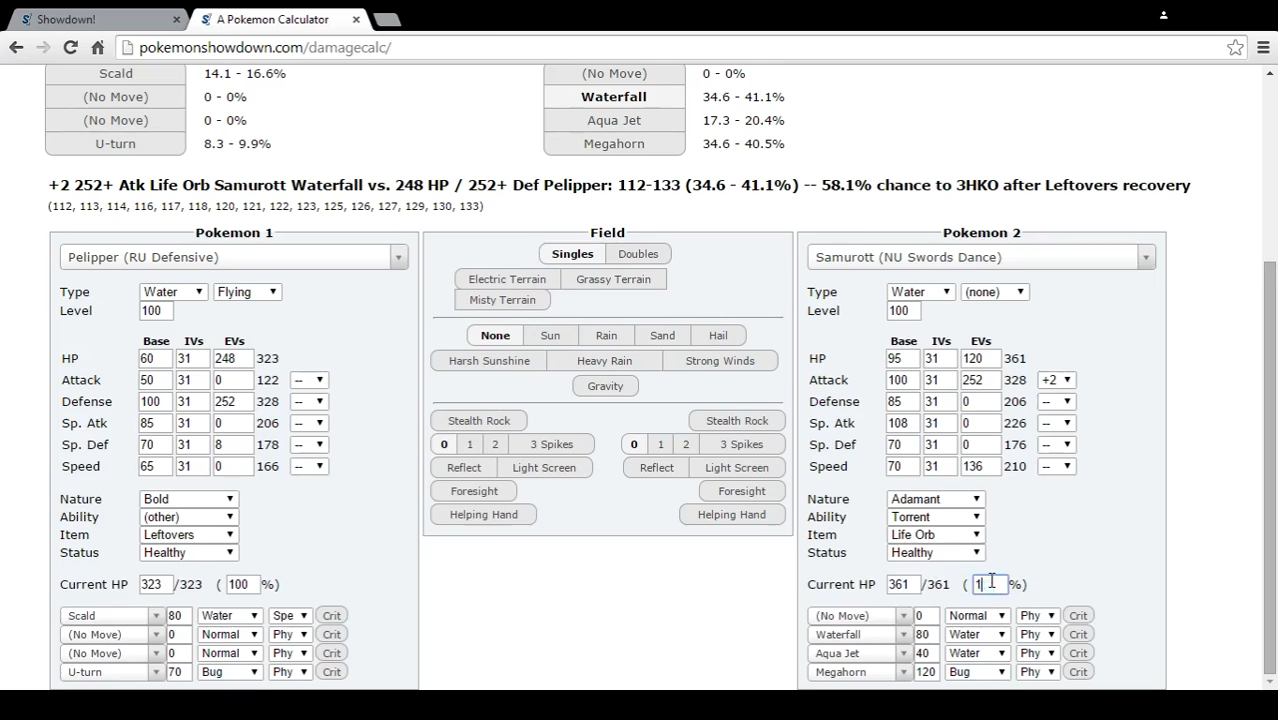 Showdown!
A Pokemon Calculator
pokemonshowdown.com/damagecalc/
Scald 14.1 - 16.6% (No Move) 0 - 0%
(No Move) 0 - 0% Waterfall 34.6 - 41.1%
(No Move) 0 - 0% Aqua Jet 17.3 - 20.4%
U-turn 8.3 - 9.9% Megahorn 34.6 - 40.5%
+2 252+ Atk Life Orb Samurott Waterfall vs. 248 HP / 252+ Def Pelipper: 112-133 (34.6 - 41.1%) -- 58.1% chance to 3HKO after Leftovers recovery
(112, 113, 114, 116, 117, 118, 120, 121, 122, 123, 125, 126, 127, 129, 130, 133)
Pokemon 1
Pelipper (RU Defensive)
Type Water Flying
Level 100
Base IVs EVs
HP 60 31 248 323
Attack 50 31 0 122 --
Defense 100 31 252 328 --
Sp. Atk 85 31 0 206 --
Sp. Def 70 31 8 178 --
Speed 65 31 0 166 --
Nature Bold
Ability (other)
Item Leftovers
Status Healthy
Current HP 323 /323 ( 100 %)
Scald 80 Water Spe Crit
(No Move) 0 Normal Phy Crit
(No Move) 0 Normal Phy Crit
U-turn 70 Bug Phy Crit
Field
Singles Doubles
Electric Terrain Grassy Terrain
Misty Terrain
None Sun Rain Sand Hail
Harsh Sunshine Heavy Rain Strong Winds
Gravity
Stealth Rock Stealth Rock
0 1 2 3 Spikes 0 1 2 3 Spikes
Reflect Light Screen Reflect Light Screen
Foresight Foresight
Helping Hand Helping Hand
Pokemon 2
Samurott (NU Swords Dance)
Type Water (none)
Level 100
Base IVs EVs
HP 95 31 120 361
Attack 100 31 252 328 +2
Defense 85 31 0 206 --
Sp. Atk 108 31 0 226 --
Sp. Def 70 31 0 176 --
Speed 70 31 136 210 --
Nature Adamant
Ability Torrent
Item Life Orb
Status Healthy
Current HP 361 /361 ( 1 %)
(No Move) 0 Normal Phy Crit
Waterfall 80 Water Phy Crit
Aqua Jet 40 Water Phy Crit
Megahorn 120 Bug Phy Crit